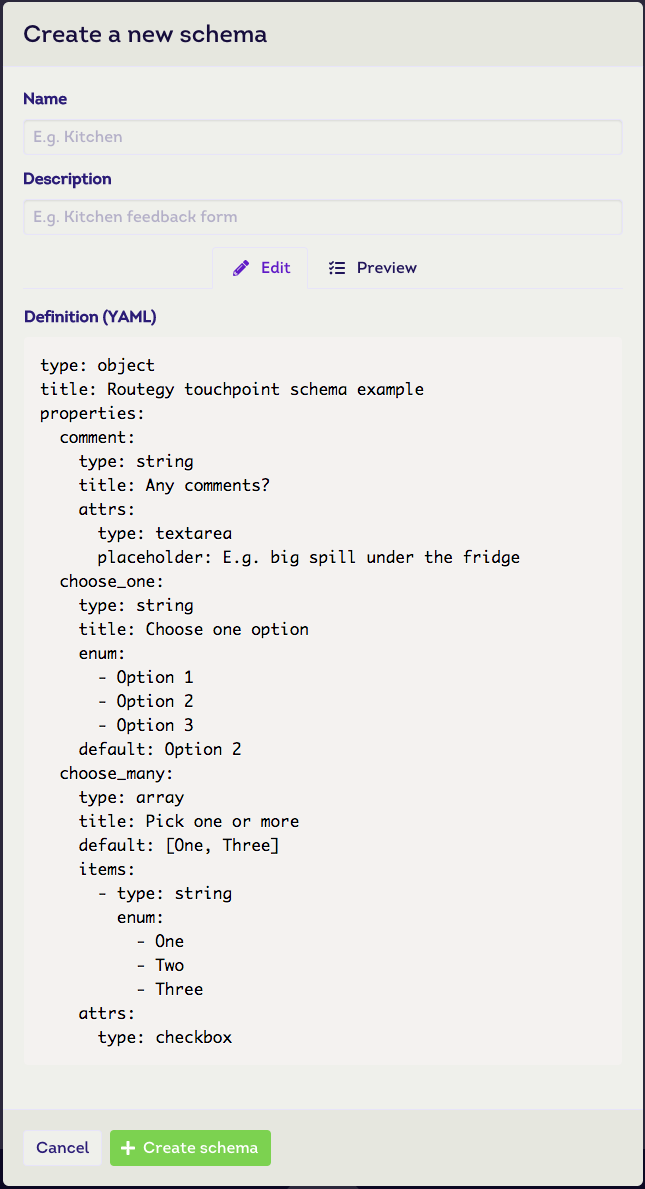 Create a new schema
Name
E.g. Kitchen
Description
E.g. Kitchen feedback form
Edit Preview
Definition (YAML)
type: object
title: Routegy touchpoint schema example
properties:
  comment:
    type: string
    title: Any comments?
    attrs:
      type: textarea
      placeholder: E.g. big spill under the fridge
  choose_one:
    type: string
    title: Choose one option
    enum:
      - Option 1
      - Option 2
      - Option 3
    default: Option 2
  choose_many:
    type: array
    title: Pick one or more
    default: [One, Three]
    items:
      - type: string
        enum:
          - One
          - Two
          - Three
    attrs:
      type: checkbox
Cancel + Create schema